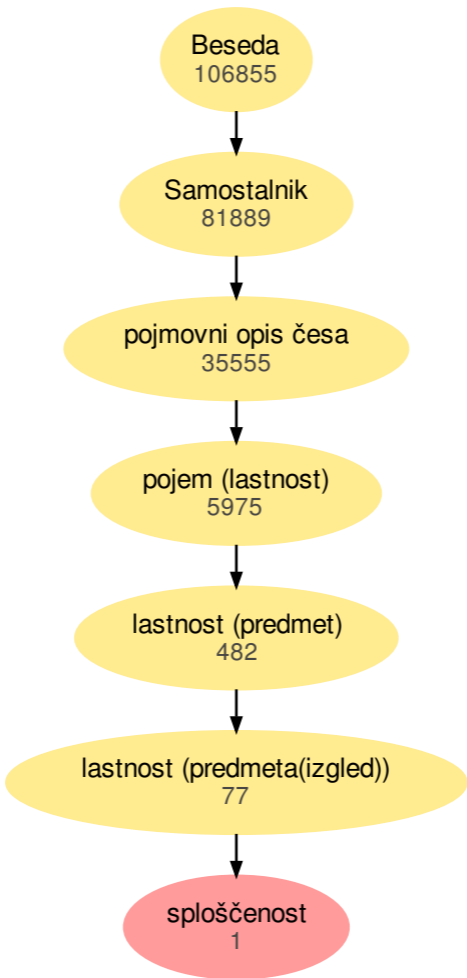 Beseda
106855
Samostalnik
81889
pojmovni opis česa
35555
pojem (lastnost)
5975
lastnost (predmet)
482
lastnost (predmeta(izgled))
77
sploščenost
1